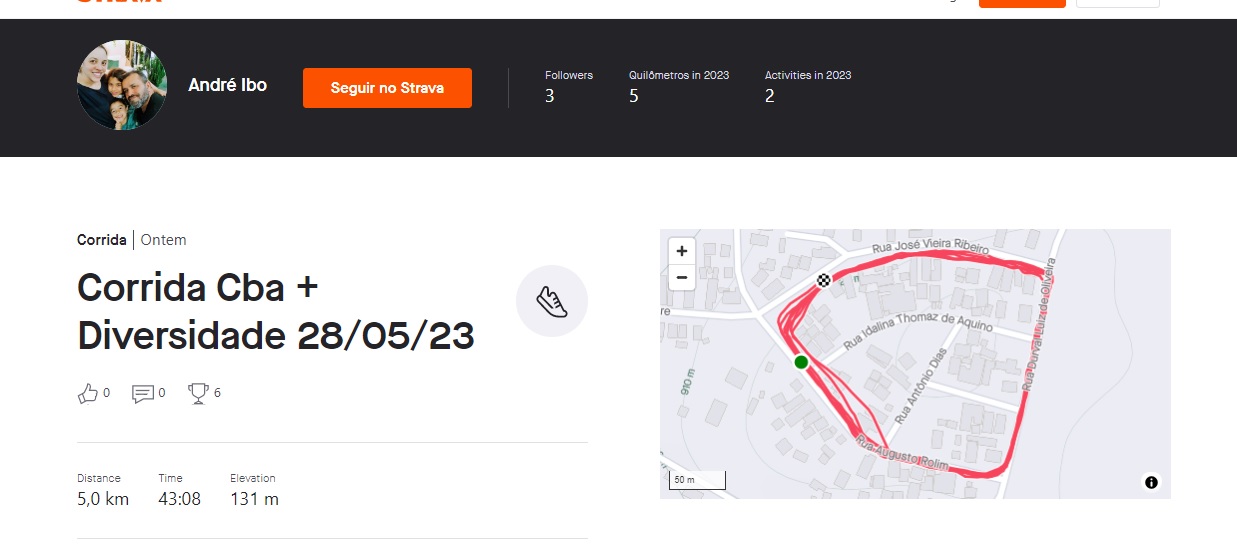 André Ibo
Seguir no Strava
Followers
3
Quilômetros in 2023
5
Activities in 2023
2
Corrida | Ontem
Corrida Cba +
Diversidade 28/05/23
0
0
6
Distance
5,0 km
Time
43:08
Elevation
131 m
+
−
Rua José Vieira Ribeiro
Rua Durval Luiz de Oliveira
Rua Idalina Thomaz de Aquino
Rua Antônio Dias
Rua Augusto Rolim
910 m
50 m